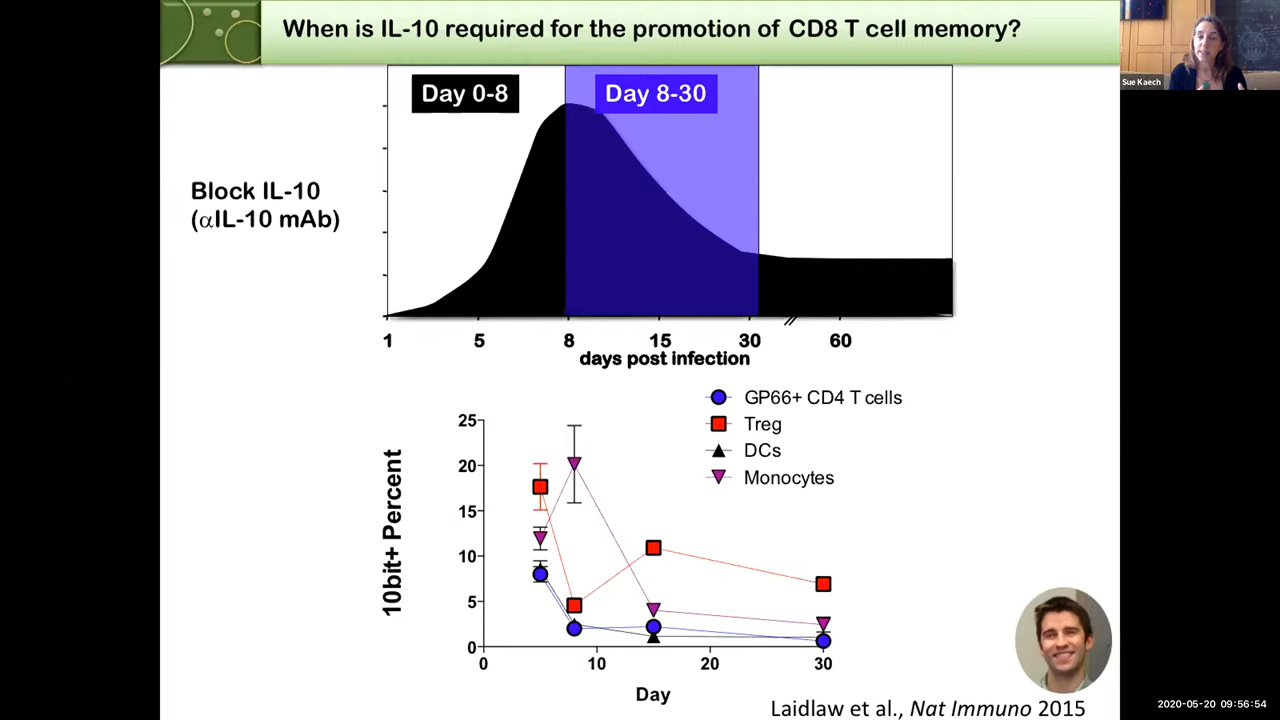 When is IL-10 required for the promotion of CD8 T cell memory?
Sue Kaech
Day 0-8
Day 8-30
Block IL-10
(αIL-10 mAb)
1 5 8 15 30 60
days post infection
GP66+ CD4 T cells
Treg
DCs
Monocytes
10bit+ Percent
25
20
15
10
5
0
0 10 20 30
Day
Laidlaw et al., Nat Immuno 2015
2020-05-20 09:56:54